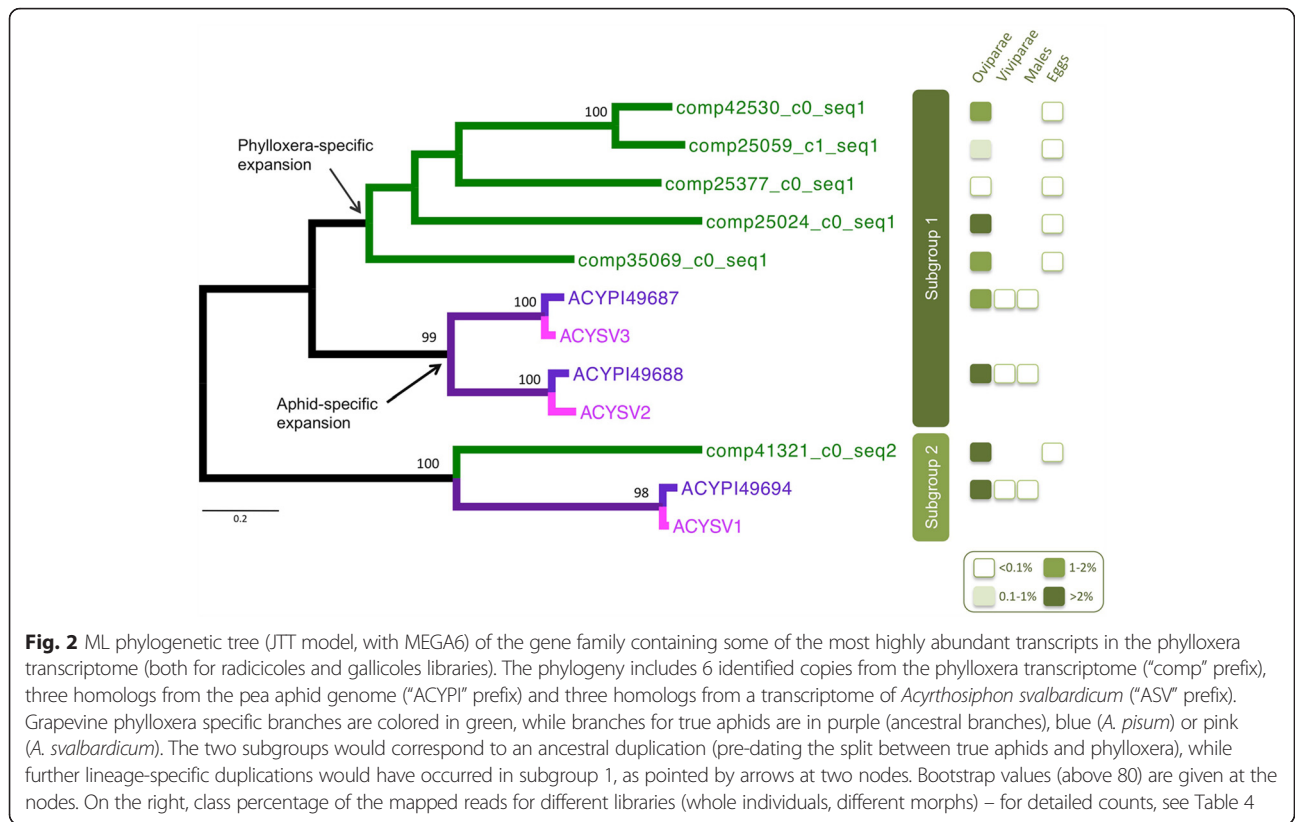 Oviparae
Viviparae
Males
Eggs
100
comp42530_c0_seq1
comp25059_c1_seq1
Phylloxera-specific
expansion
comp25377_c0_seq1
comp25024_c0_seq1
comp35069_c0_seq1
Subgroup 1
100
ACYPI49687
ACYSV3
99
100
ACYPI49688
ACYSV2
Aphid-specific
expansion
comp41321_c0_seq2
100
Subgroup 2
98
ACYPI49694
ACYSV1
0.2
<0.1%
1-2%
0.1-1%
>2%
Fig. 2 ML phylogenetic tree (JTT model, with MEGA6) of the gene family containing some of the most highly abundant transcripts in the phylloxera
transcriptome (both for radicicoles and gallicoles libraries). The phylogeny includes 6 identified copies from the phylloxera transcriptome (“comp” prefix),
three homologs from the pea aphid genome (“ACYPI” prefix) and three homologs from a transcriptome of Acyrthosiphon svalbardicum (“ASV” prefix).
Grapevine phylloxera specific branches are colored in green, while branches for true aphids are in purple (ancestral branches), blue (A. pisum) or pink
(A. svalbardicum). The two subgroups would correspond to an ancestral duplication (pre-dating the split between true aphids and phylloxera), while
further lineage-specific duplications would have occurred in subgroup 1, as pointed by arrows at two nodes. Bootstrap values (above 80) are given at the
nodes. On the right, class percentage of the mapped reads for different libraries (whole individuals, different morphs) – for detailed counts, see Table 4